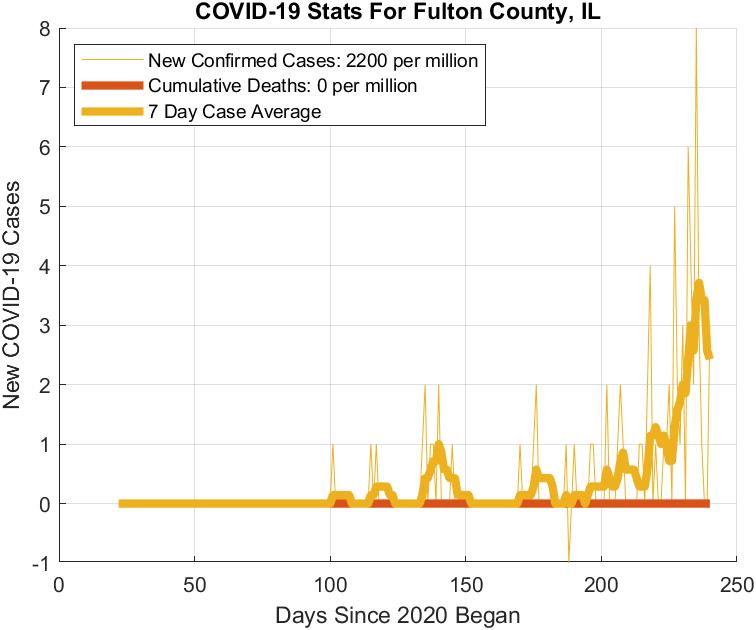 COVID-19 Stats For Fulton County, IL
New Confirmed Cases: 2200 per million
Cumulative Deaths: 0 per million
7 Day Case Average
8
7
6
5
4
3
2
1
0
-1
New COVID-19 Cases
0 50 100 150 200 250
Days Since 2020 Began